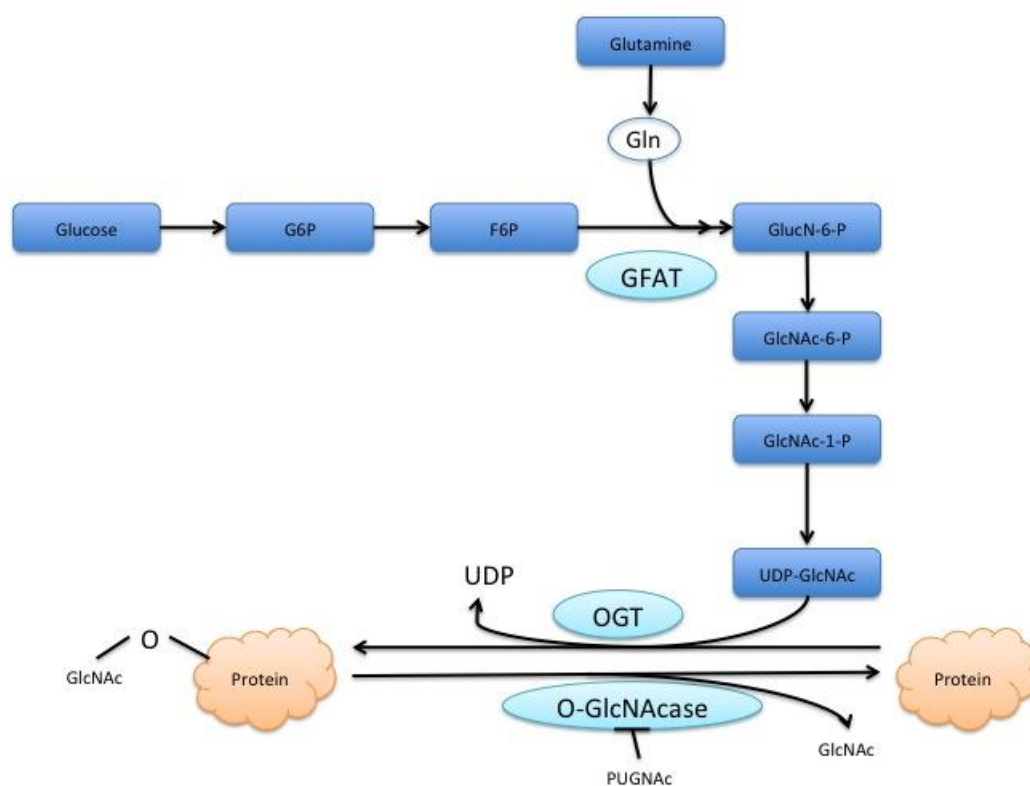 Glutamine
Gln
Glucose
G6P
F6P
GlucN-6-P
GFAT
GlcNAc-6-P
GlcNAc-1-P
UDP-GlcNAc
UDP
OGT
O
GlcNAc
Protein
Protein
O-GlcNAcase
GlcNAc
PUGNAc